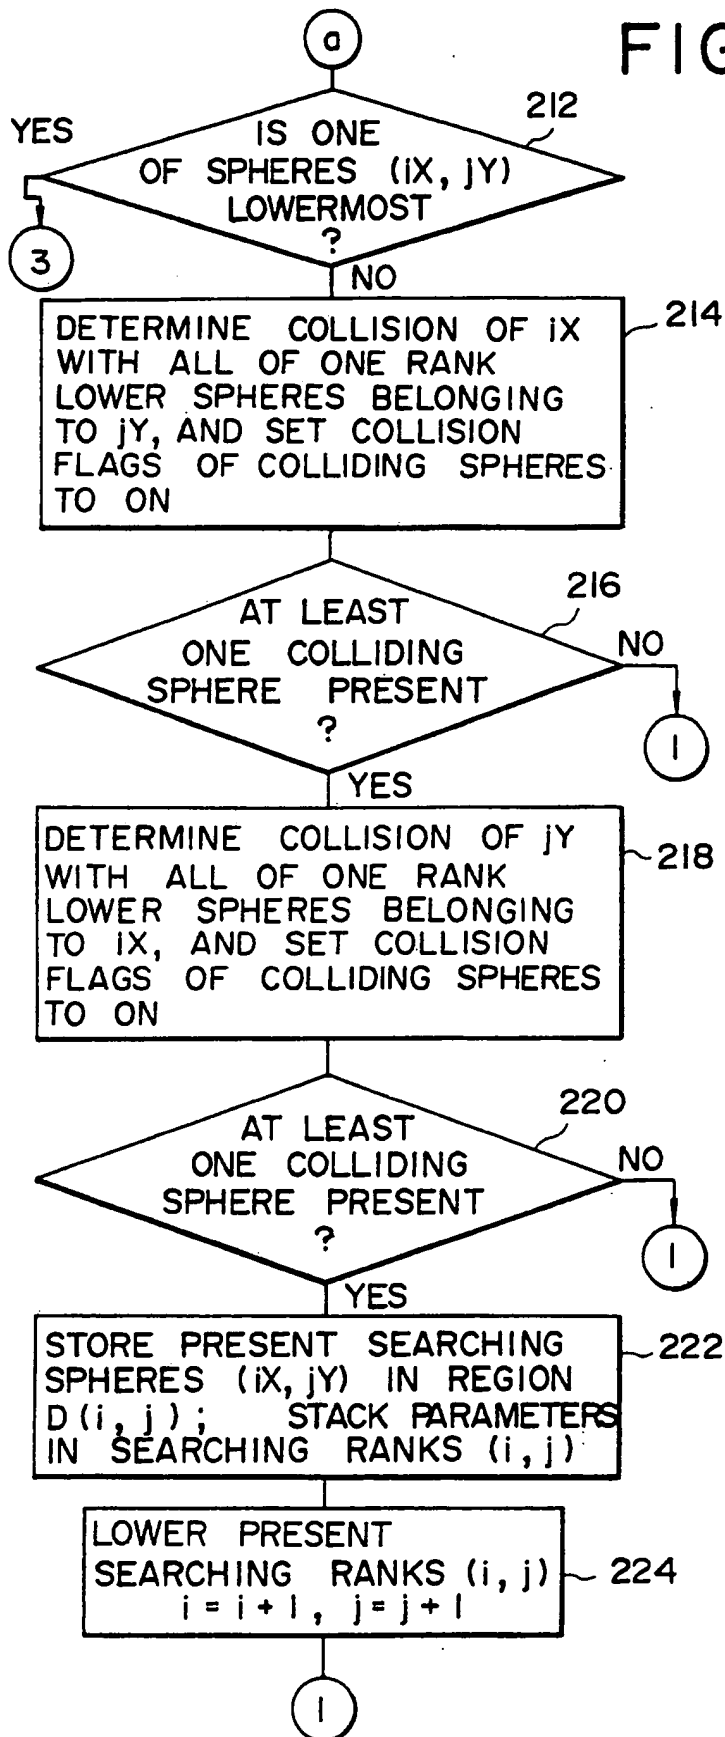 a
FIG
212
YES
IS ONE
OF SPHERES (iX, jY)
LOWERMOST
?
3
NO
214
DETERMINE COLLISION OF iX
WITH ALL OF ONE RANK
LOWER SPHERES BELONGING
TO jY, AND SET COLLISION
FLAGS OF COLLIDING SPHERES
TO ON
216
AT LEAST
ONE COLLIDING
SPHERE PRESENT
?
NO
1
YES
218
DETERMINE COLLISION OF jY
WITH ALL OF ONE RANK
LOWER SPHERES BELONGING
TO iX, AND SET COLLISION
FLAGS OF COLLIDING SPHERES
TO ON
220
AT LEAST
ONE COLLIDING
SPHERE PRESENT
?
NO
1
YES
222
STORE PRESENT SEARCHING
SPHERES (iX, jY) IN REGION
D(i, j); STACK PARAMETERS
IN SEARCHING RANKS (i, j)
LOWER PRESENT
SEARCHING RANKS (i, j)
i = i + 1, j = j + 1
224
1